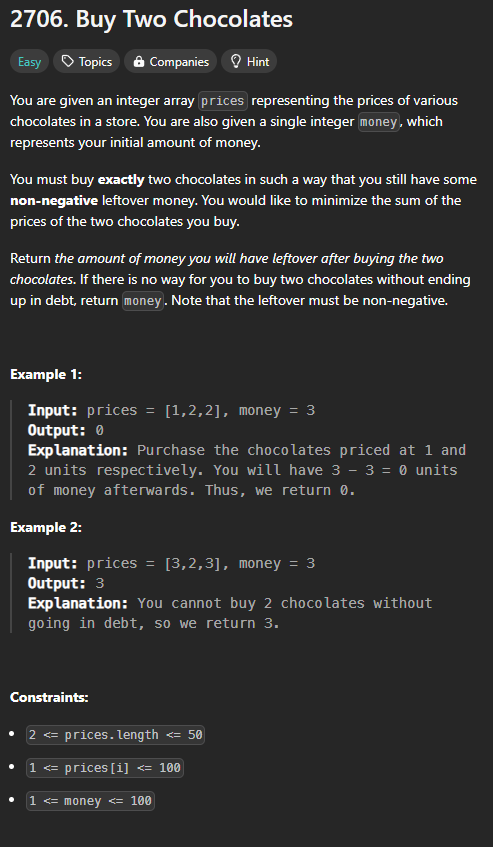 2706. Buy Two Chocolates
Easy Topics Companies Hint
You are given an integer array prices representing the prices of various
chocolates in a store. You are also given a single integer money, which
represents your initial amount of money.
You must buy exactly two chocolates in such a way that you still have some
non-negative leftover money. You would like to minimize the sum of the
prices of the two chocolates you buy.
Return the amount of money you will have leftover after buying the two
chocolates. If there is no way for you to buy two chocolates without ending
up in debt, return money. Note that the leftover must be non-negative.
Example 1:
Input: prices = [1,2,2], money = 3
Output: 0
Explanation: Purchase the chocolates priced at 1 and
2 units respectively. You will have 3 - 3 = 0 units
of money afterwards. Thus, we return 0.
Example 2:
Input: prices = [3,2,3], money = 3
Output: 3
Explanation: You cannot buy 2 chocolates without
going in debt, so we return 3.
Constraints:
• 2 <= prices.length <= 50
• 1 <= prices[i] <= 100
• 1 <= money <= 100